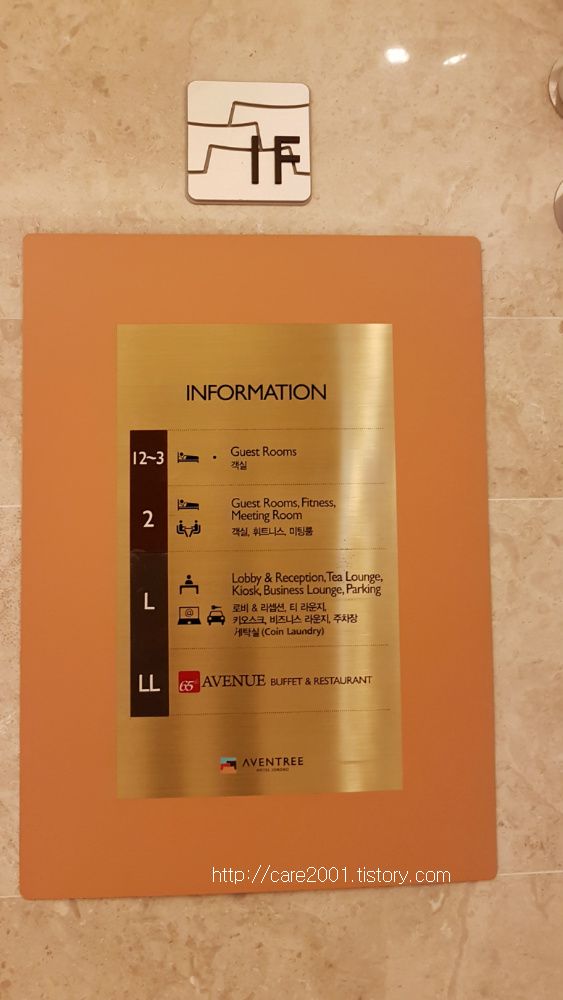 1F
INFORMATION
12~3
Guest Rooms
객실
2
Guest Rooms, Fitness,
Meeting Room
객실, 휘트니스, 미팅룸
L
Lobby & Reception, Tea Lounge,
Kiosk, Business Lounge, Parking
로비 & 리셉션, 티 라운지,
키오스크, 비즈니스 라운지, 주차장
세탁실 (Coin Laundry)
LL
65th AVENUE BUFFET & RESTAURANT
AVENTREE
HOTEL JONGNO
http://care2001.tistory.com